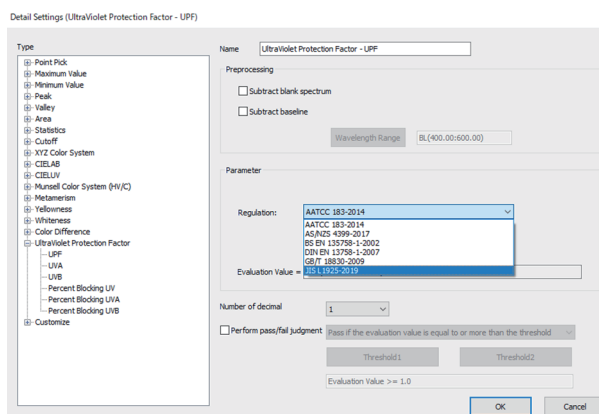 Detail Settings (UltraViolet Protection Factor - UPF)
Type
Point Pick
Maximum Value
Minimum Value
Peak
Valley
Area
Statistics
Cutoff
XYZ Color System
CIELAB
CIELUV
Munsell Color System (HV/C)
Metamerism
Yellowness
Whiteness
Color Difference
UltraViolet Protection Factor
UPF
UVA
UVB
Percent Blocking UV
Percent Blocking UVA
Percent Blocking UVB
Customize
Name UltraViolet Protection Factor - UPF
Preprocessing
Subtract blank spectrum
Subtract baseline
Wavelength Range BL(400.00:600.00)
Parameter
Regulation: AATCC 183-2014
AATCC 183-2014
AS/NZS 4399-2017
BS EN 135758-1-2002
DIN EN 13758-1-2007
GB/T 18830-2009
JIS L1925-2019
Evaluation Value =
Number of decimal 1
Perform pass/fail judgment Pass if the evaluation value is equal to or more than the threshold
Threshold1 Threshold2
Evaluation Value >= 1.0
OK Cancel